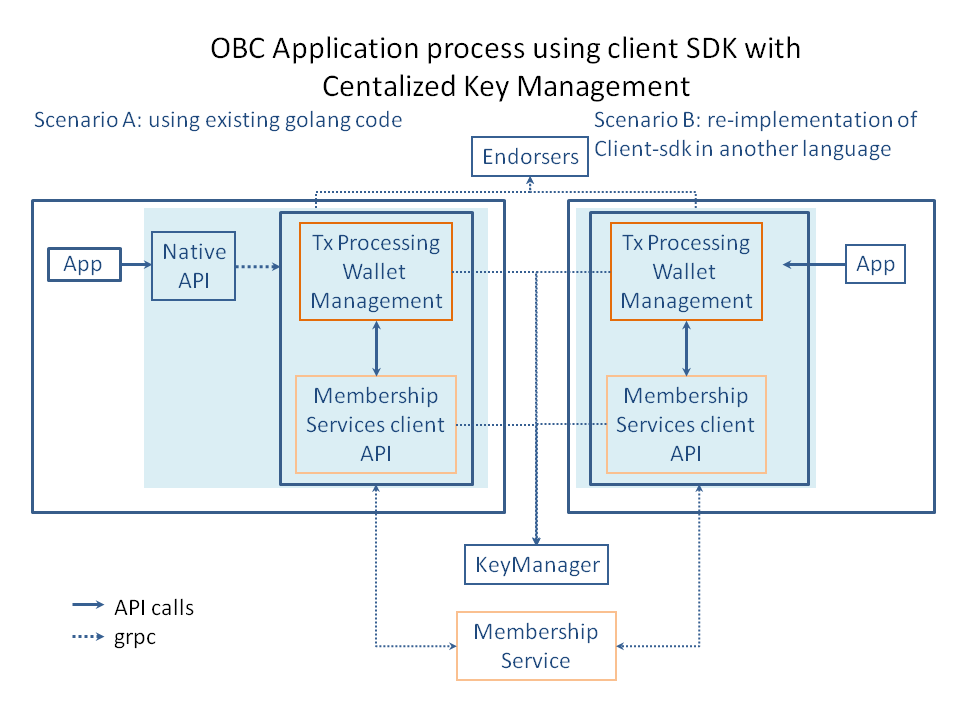 OBC Application process using client SDK with
Centalized Key Management
Scenario A: using existing golang code
Scenario B: re-implementation of
Client-sdk in another language
Endorsers
App
Native
API
Tx Processing
Wallet
Management
Tx Processing
Wallet
Management
App
Membership
Services client
API
Membership
Services client
API
KeyManager
API calls
grpc
Membership
Service